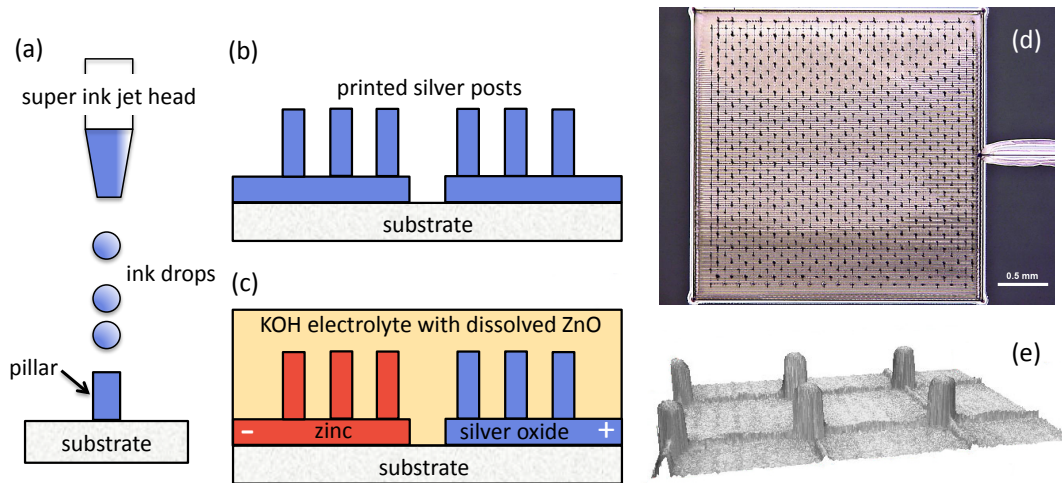 (a)
super ink jet head
ink drops
pillar
substrate
(b)
printed silver posts
substrate
(c)
KOH electrolyte with dissolved ZnO
-
zinc
silver oxide
+
substrate
(d)
0.5 mm
(e)